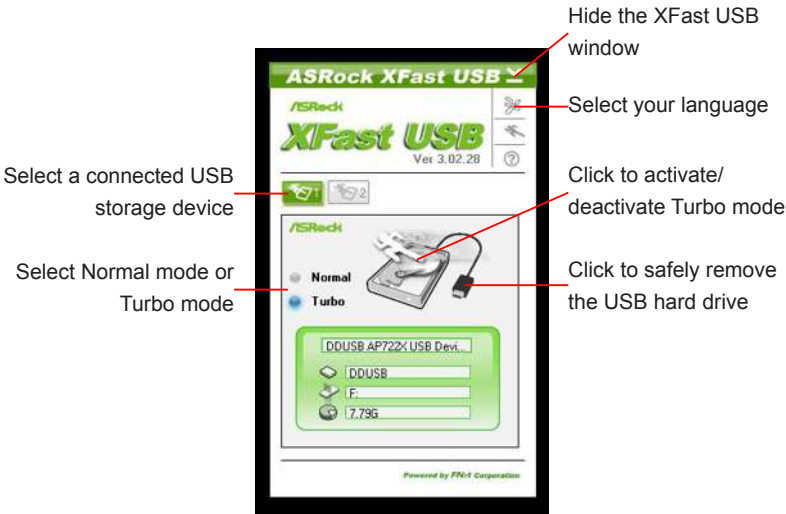 Hide the XFast USB
window
ASRock XFast USB
Select your language
ASRock
XFast USB
Ver 3.02.28
Select a connected USB
storage device
1
2
Click to activate/
deactivate Turbo mode
ASRock
Select Normal mode or
Turbo mode
Normal
Turbo
Click to safely remove
the USB hard drive
DDUSB AP722X USB Devi...
DDUSB
F:
7.79G
Powered by FNet Corporation